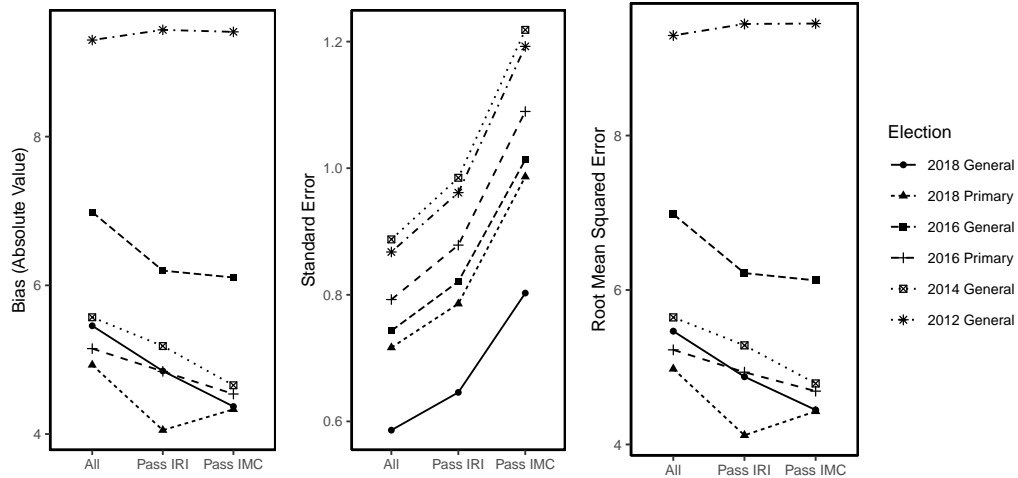 Bias (Absolute Value)
8
6
4
All Pass IRI Pass IMC
Standard Error
1.2
1.0
0.8
0.6
All Pass IRI Pass IMC
Root Mean Squared Error
8
6
4
All Pass IRI Pass IMC
Election
2018 General
2018 Primary
2016 General
2016 Primary
2014 General
2012 General